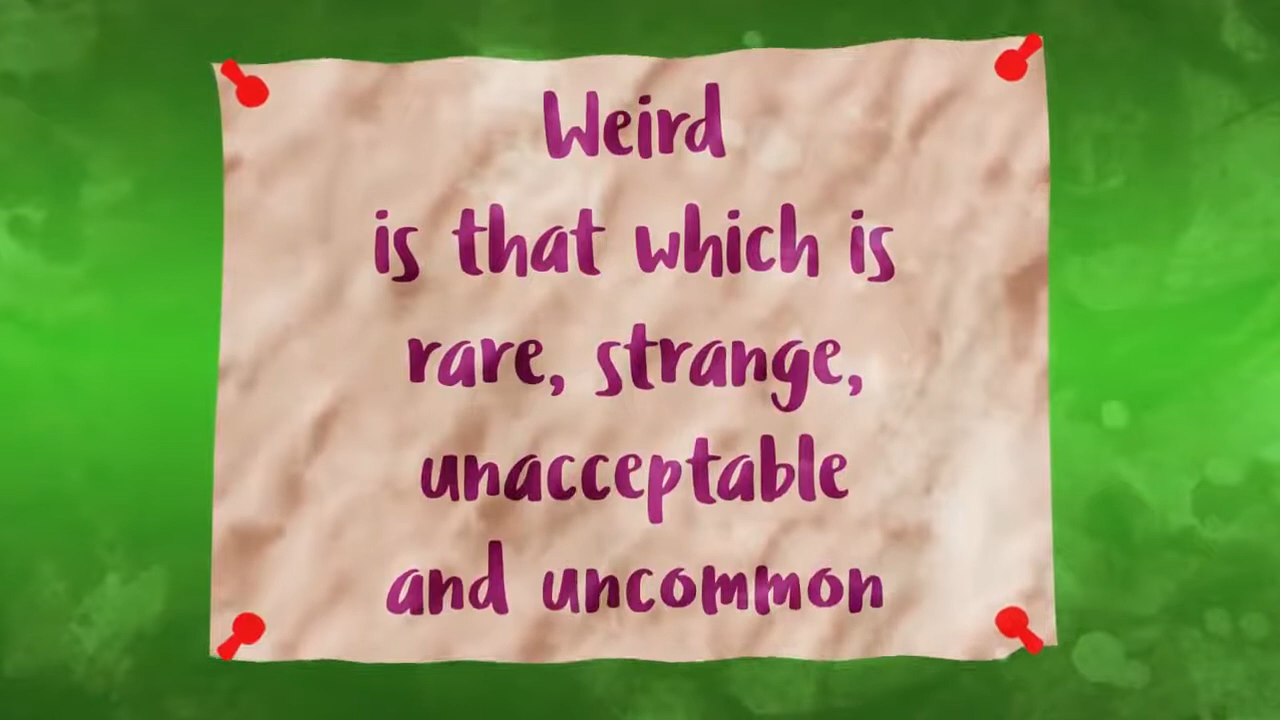 Weird
is that which is
rare, strange,
unacceptable
and uncommon